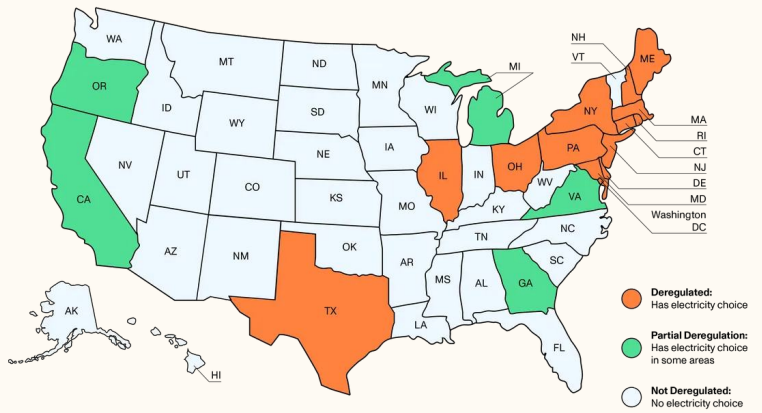 WA
OR
CA
NV
ID
MT
WY
UT
CO
AZ
NM
ND
SD
NE
KS
OK
TX
MN
IA
MO
AR
LA
WI
IL
MI
IN
OH
KY
TN
MS
AL
GA
FL
SC
NC
VA
WV
PA
NY
VT
NH
ME
MA
RI
CT
NJ
DE
MD
Washington
DC
AK
HI
Deregulated:
Has electricity choice
Partial Deregulation:
Has electricity choice
in some areas
Not Deregulated:
No electricity choice